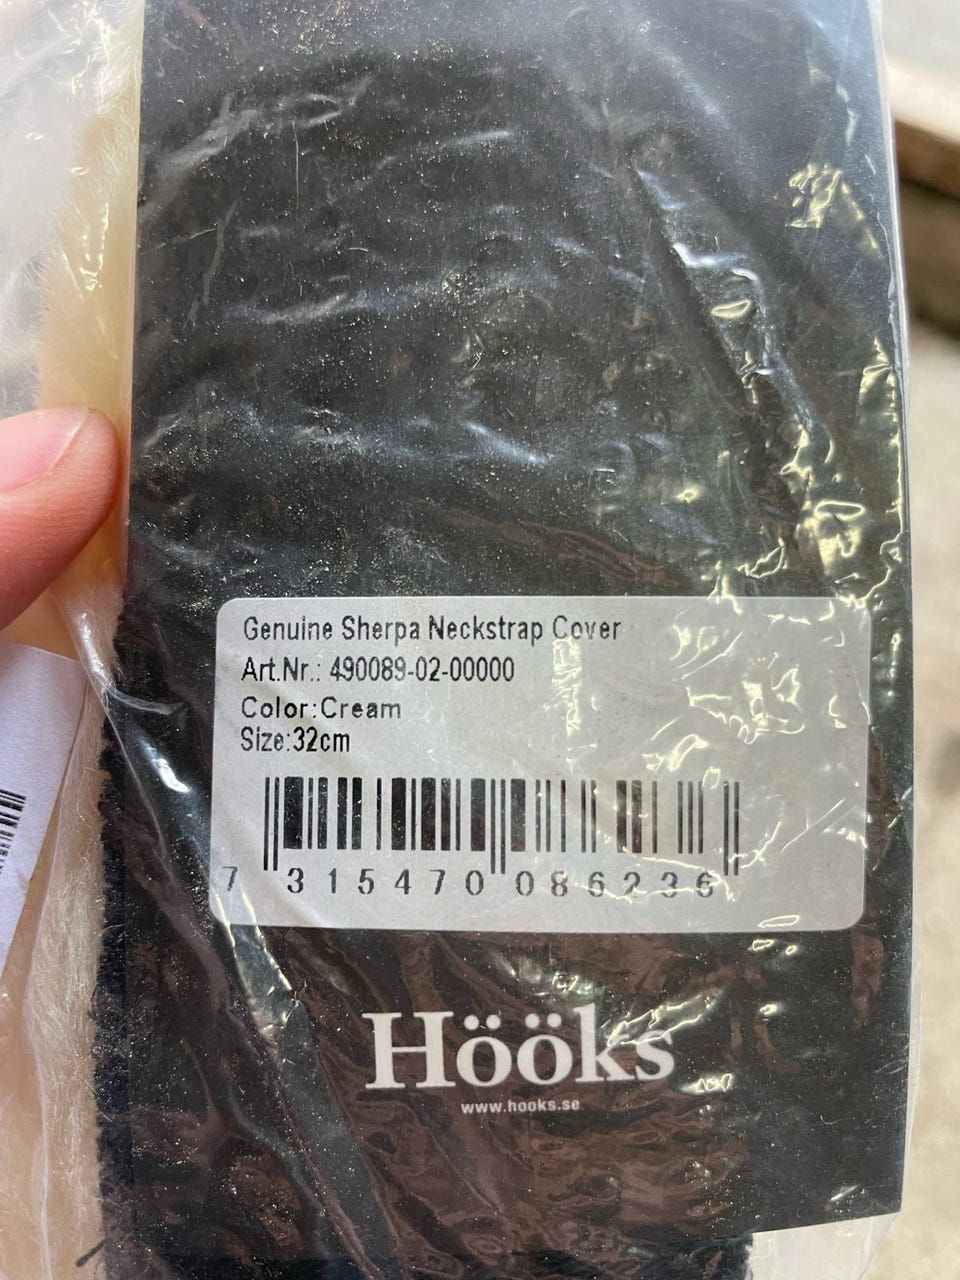 Genuine Sherpa Neckstrap Cover
Art.Nr.: 490089-02-00000
Color:Cream
Size:32cm
7 315470 086236
Hööks
www.hooks.se